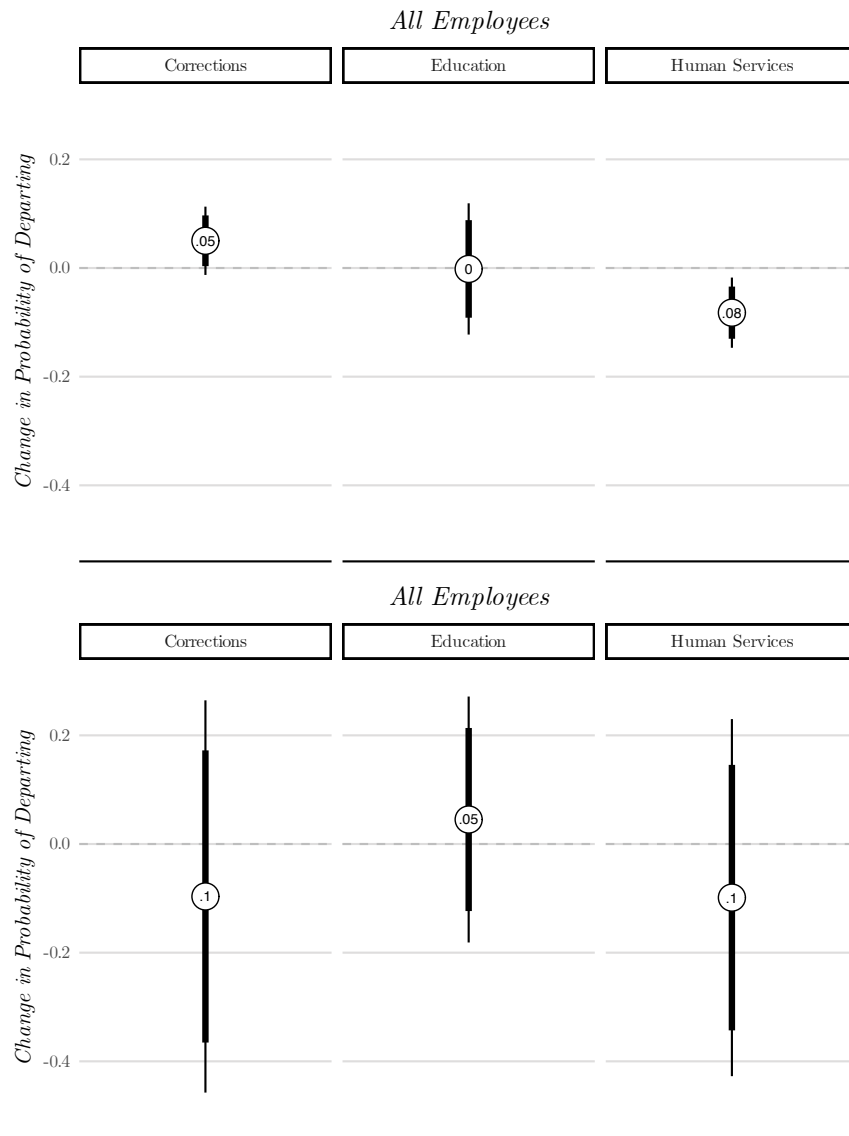 All Employees
Corrections Education Human Services
Change in Probability of Departing
0.2
.05
0.0
0
.08
-0.2
-0.4
All Employees
Corrections Education Human Services
Change in Probability of Departing
0.2
.05
0.0
.1 .1
-0.2
-0.4